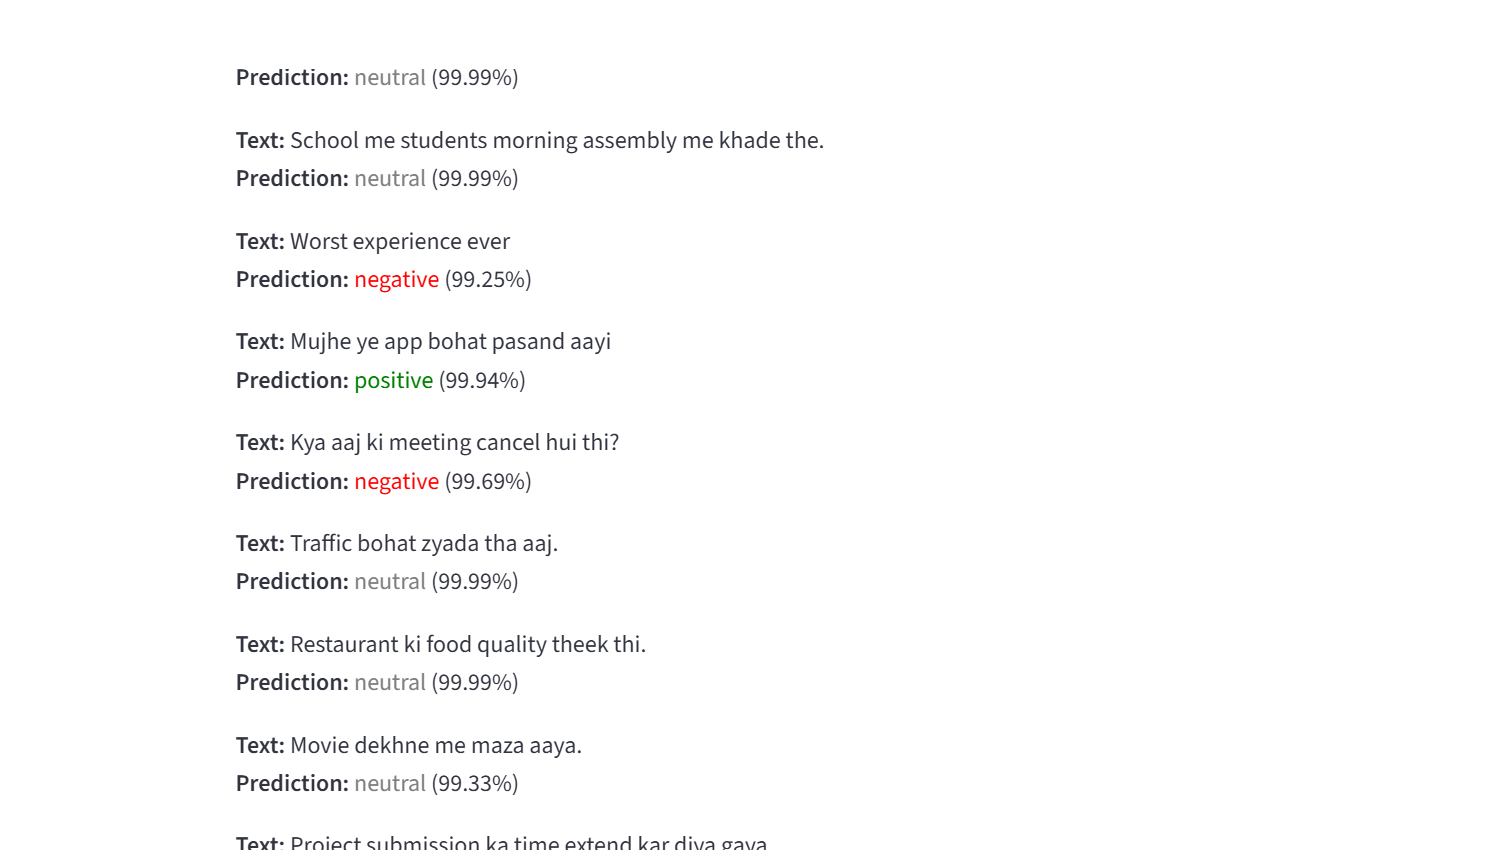 Prediction: neutral (99.99%)
Text: School me students morning assembly me khade the.
Prediction: neutral (99.99%)
Text: Worst experience ever
Prediction: negative (99.25%)
Text: Mujhe ye app bohat pasand aayi
Prediction: positive (99.94%)
Text: Kya aaj ki meeting cancel hui thi?
Prediction: negative (99.69%)
Text: Traffic bohat zyada tha aaj.
Prediction: neutral (99.99%)
Text: Restaurant ki food quality theek thi.
Prediction: neutral (99.99%)
Text: Movie dekhne me maza aaya.
Prediction: neutral (99.33%)
Text: Project submission ka time extend kar diya gaya